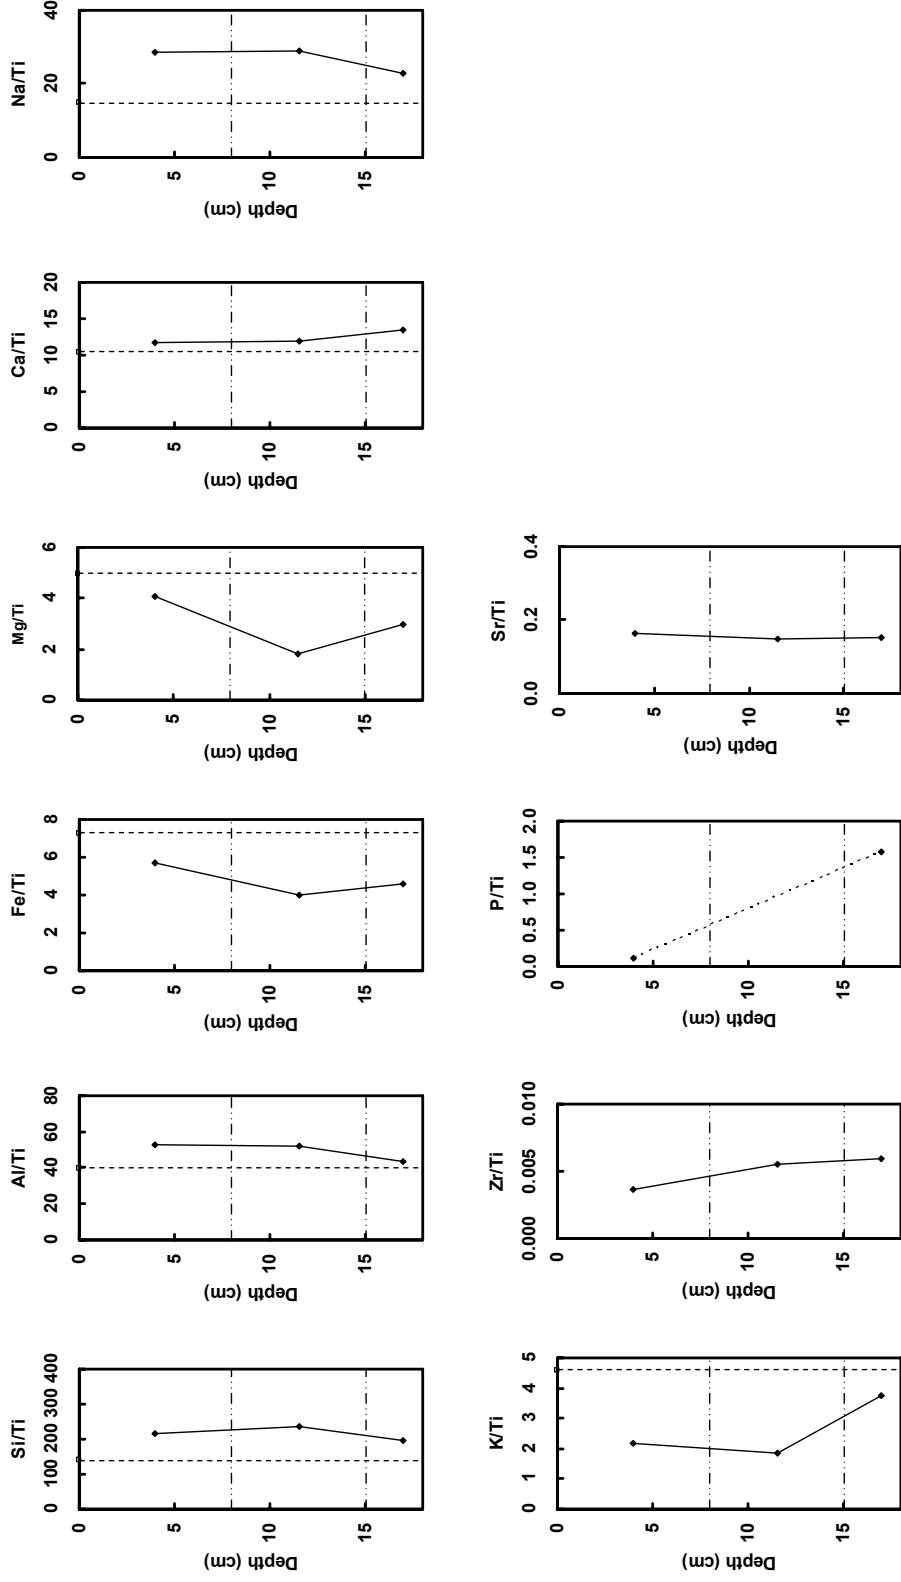 Si/Ti
0 100 200 300 400
0
5
10
15
Depth (cm)
Al/Ti
0 20 40 60 80
0
5
10
15
Depth (cm)
Fe/Ti
0 2 4 6 8
0
5
10
15
Depth (cm)
Mg/Ti
0 2 4 6
0
5
10
15
Depth (cm)
Ca/Ti
0 5 10 15 20
0
5
10
15
Depth (cm)
Na/Ti
0 20 40
0
5
10
15
Depth (cm)
K/Ti
0 1 2 3 4 5
0
5
10
15
Depth (cm)
Zr/Ti
0.000 0.005 0.010
0
5
10
15
Depth (cm)
P/Ti
0.0 0.5 1.0 1.5 2.0
0
5
10
15
Depth (cm)
Sr/Ti
0.0 0.2 0.4
0
5
10
15
Depth (cm)